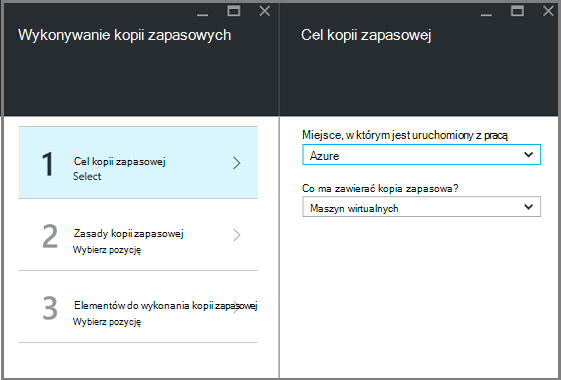 Wykonywanie kopii zapasowych
1
Cel kopii zapasowej
Select
2
Zasady kopii zapasowej
Wybierz pozycję
3
Elementów do wykonania kopii zapasowej
Wybierz pozycję
Cel kopii zapasowej
Miejsce, w którym jest uruchomiony z pracą
Azure
Co ma zawierać kopia zapasowa?
Maszyn wirtualnych